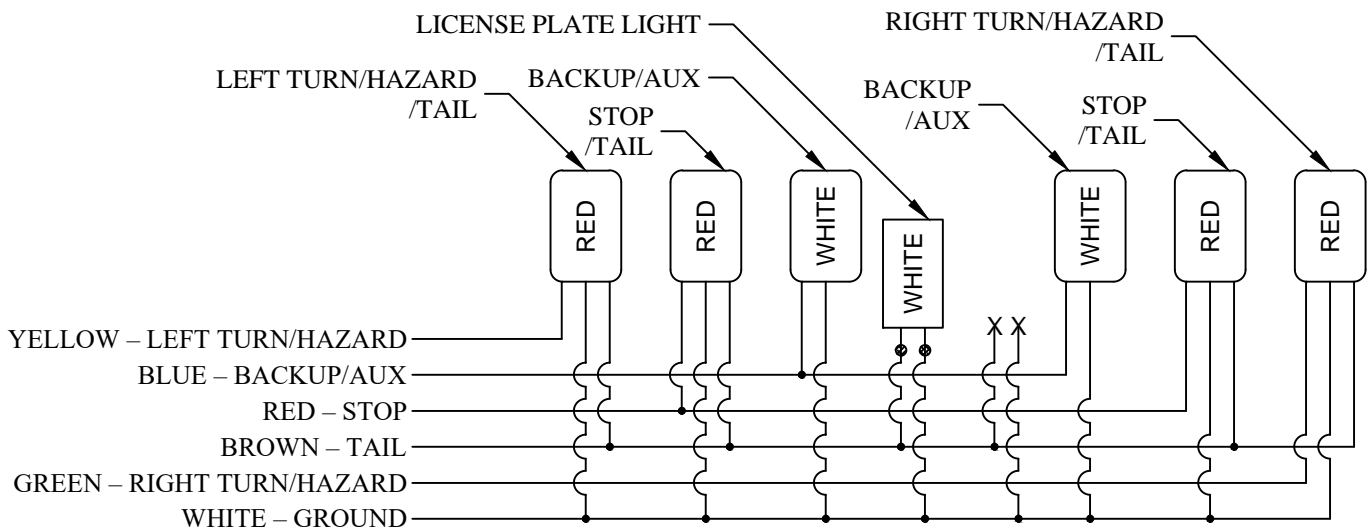 LICENSE PLATE LIGHT
RIGHT TURN/HAZARD
/TAIL
LEFT TURN/HAZARD
/TAIL
BACKUP/AUX
STOP
/TAIL
BACKUP
/AUX
STOP
/TAIL
RED
RED
WHITE
WHITE
WHITE
RED
RED
X X
YELLOW – LEFT TURN/HAZARD
BLUE – BACKUP/AUX
RED – STOP
BROWN – TAIL
GREEN – RIGHT TURN/HAZARD
WHITE – GROUND